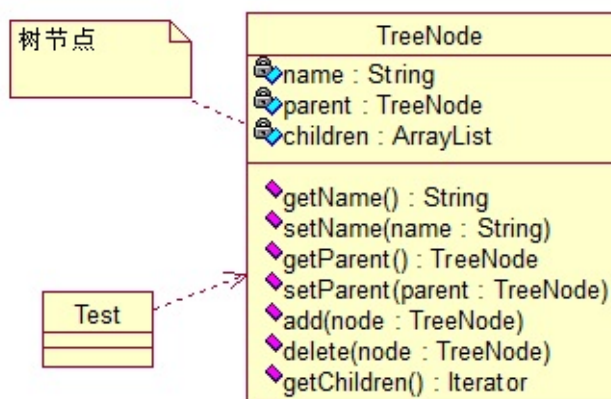 树节点
TreeNode
name : String
parent : TreeNode
children : ArrayList
getName() : String
setName(name : String)
getParent() : TreeNode
setParent(parent : TreeNode)
add(node : TreeNode)
delete(node : TreeNode)
getChildren() : Iterator
Test